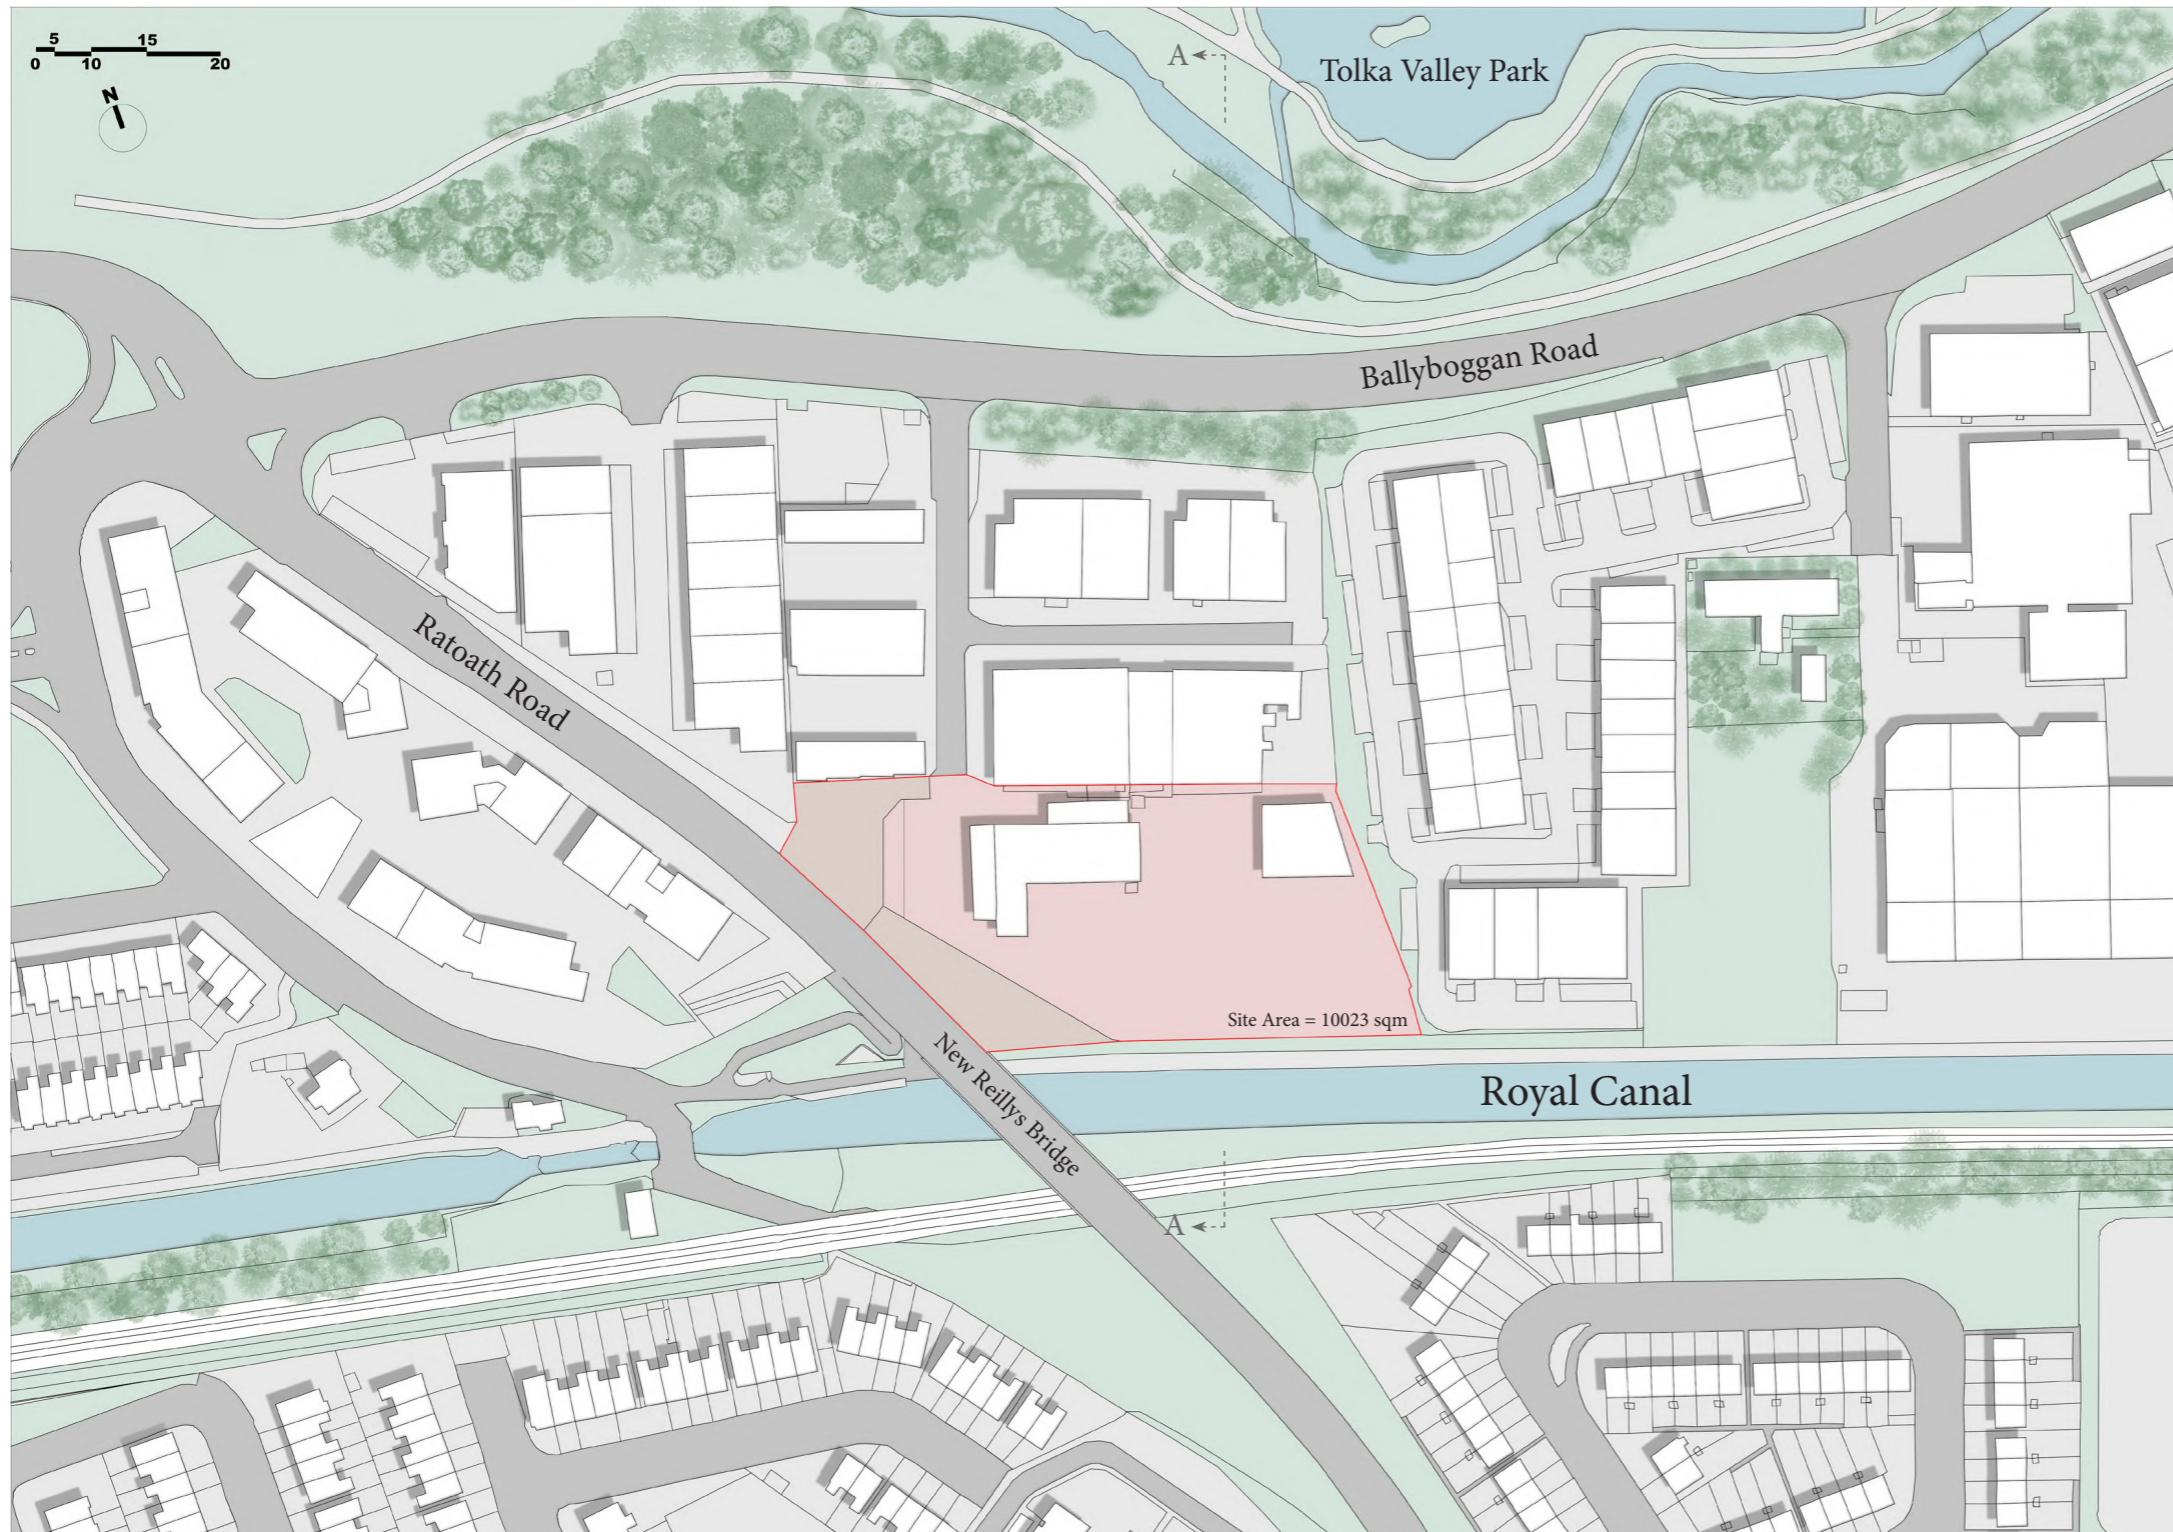 5 15
0 10 20
N
A
Tolka Valley Park
Ballyboggan Road
Ratoath Road
Site Area = 10023 sqm
New Reillys Bridge
Royal Canal
A